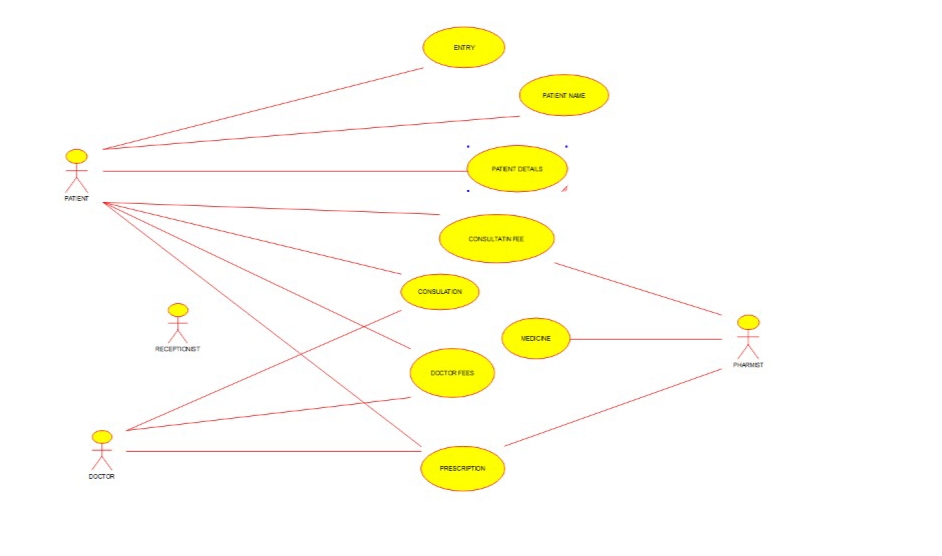 ENTRY
PATIENT NAME
PATIENT DETAILS
PATIENT
CONSULTATIN FEE
CONSULATION
MEDICINE
RECEPTIONIST
PHARMIST
DOCTOR FEES
PRESCRIPTION
DOCTOR